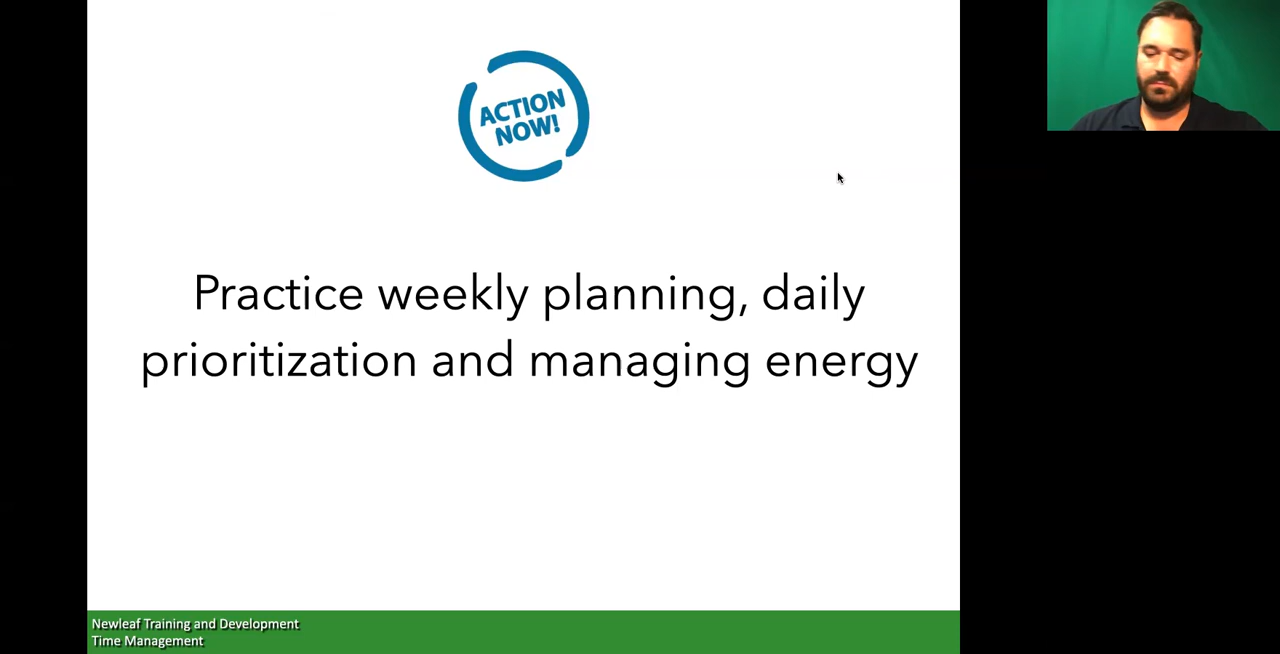 ACTION
NOW!
Practice weekly planning, daily
prioritization and managing energy
Newleaf Training and Development
Time Management